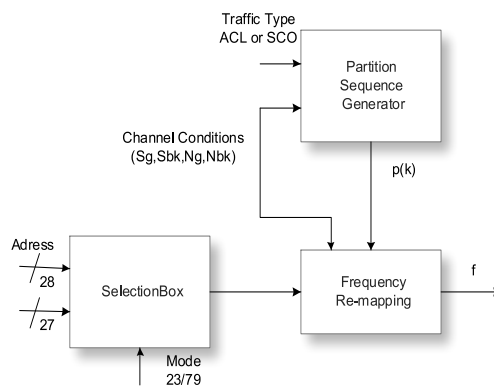 Traffic Type
ACL or SCO
Partition
Sequence
Generator
Channel Conditions
(Sg,Sbk,Ng,Nbk)
p(k)
Adress
28
27
SelectionBox
Frequency
Re-mapping
f
Mode
23/79